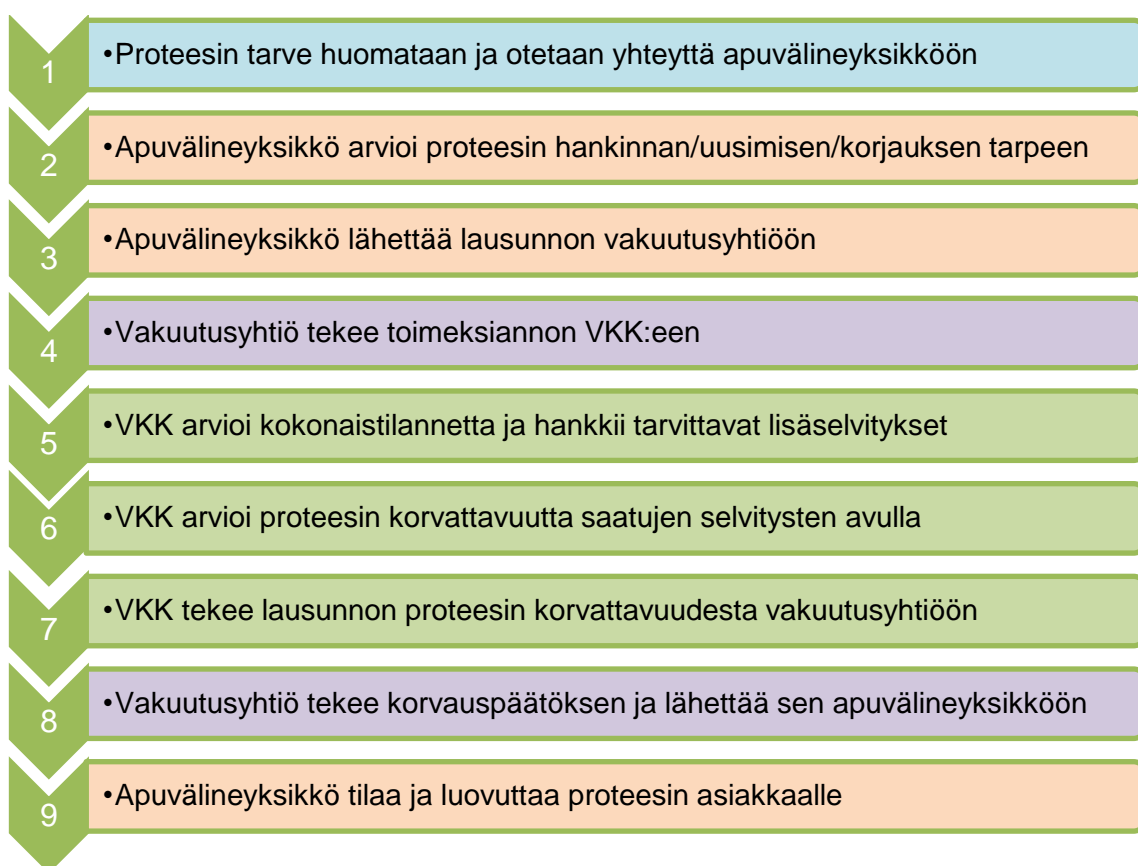 1
•Proteesin tarve huomataan ja otetaan yhteyttä apuvälineyksikköön
2
•Apuvälineyksikkö arvioi proteesin hankinnan/uusimisen/korjauksen tarpeen
3
•Apuvälineyksikkö lähettää lausunnon vakuutusyhtiöön
4
•Vakuutusyhtiö tekee toimeksiannon VKK:een
5
•VKK arvioi kokonaistilannetta ja hankkii tarvittavat lisäselvitykset
6
•VKK arvioi proteesin korvattavuutta saatujen selvitysten avulla
7
•VKK tekee lausunnon proteesin korvattavuudesta vakuutusyhtiöön
8
•Vakuutusyhtiö tekee korvauspäätöksen ja lähettää sen apuvälineyksikköön
9
•Apuvälineyksikkö tilaa ja luovuttaa proteesin asiakkaalle